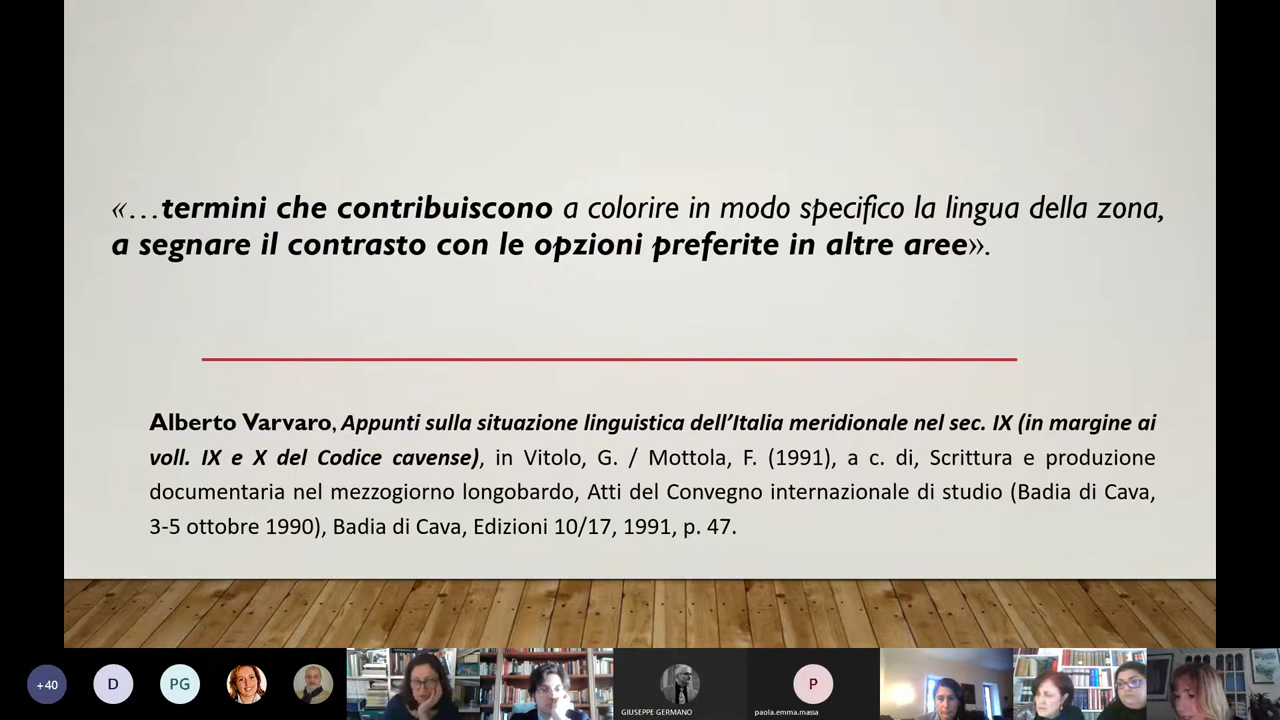 «…termini che contribuiscono a colorire in modo specifico la lingua della zona,
a segnare il contrasto con le opzioni preferite in altre aree».
Alberto Varvaro, Appunti sulla situazione linguistica dell’Italia meridionale nel sec. IX (in margine ai
voll. IX e X del Codice cavense), in Vitolo, G. / Mottola, F. (1991), a c. di, Scrittura e produzione
documentaria nel mezzogiorno longobardo, Atti del Convegno internazionale di studio (Badia di Cava,
3-5 ottobre 1990), Badia di Cava, Edizioni 10/17, 1991, p. 47.
+40
D
PG
GIUSEPPE GERMANO
P
paola.emma.massa